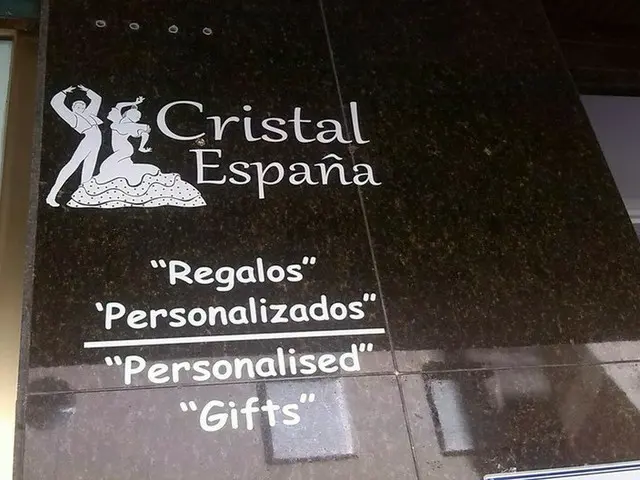 Cristal
España
“Regalos”
‘Personalizados”
“Personalised”
“Gifts”